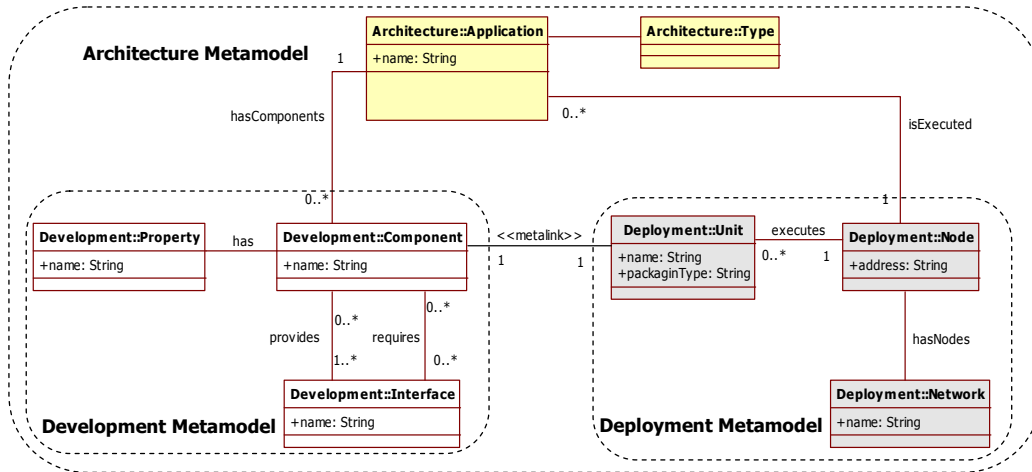 Architecture::Application
+name: String
Architecture::Type
Architecture Metamodel
1
hasComponents
0..*
0..*
isExecuted
1
Development::Property
+name: String
has
Development::Component
+name: String
<<metalink>>
1
1
Deployment::Unit
+name: String
+packaginType: String
executes
0..*
1
Deployment::Node
+address: String
0..*
0..*
provides
requires
1..*
0..*
hasNodes
Development::Interface
+name: String
Deployment::Network
+name: String
Development Metamodel
Deployment Metamodel